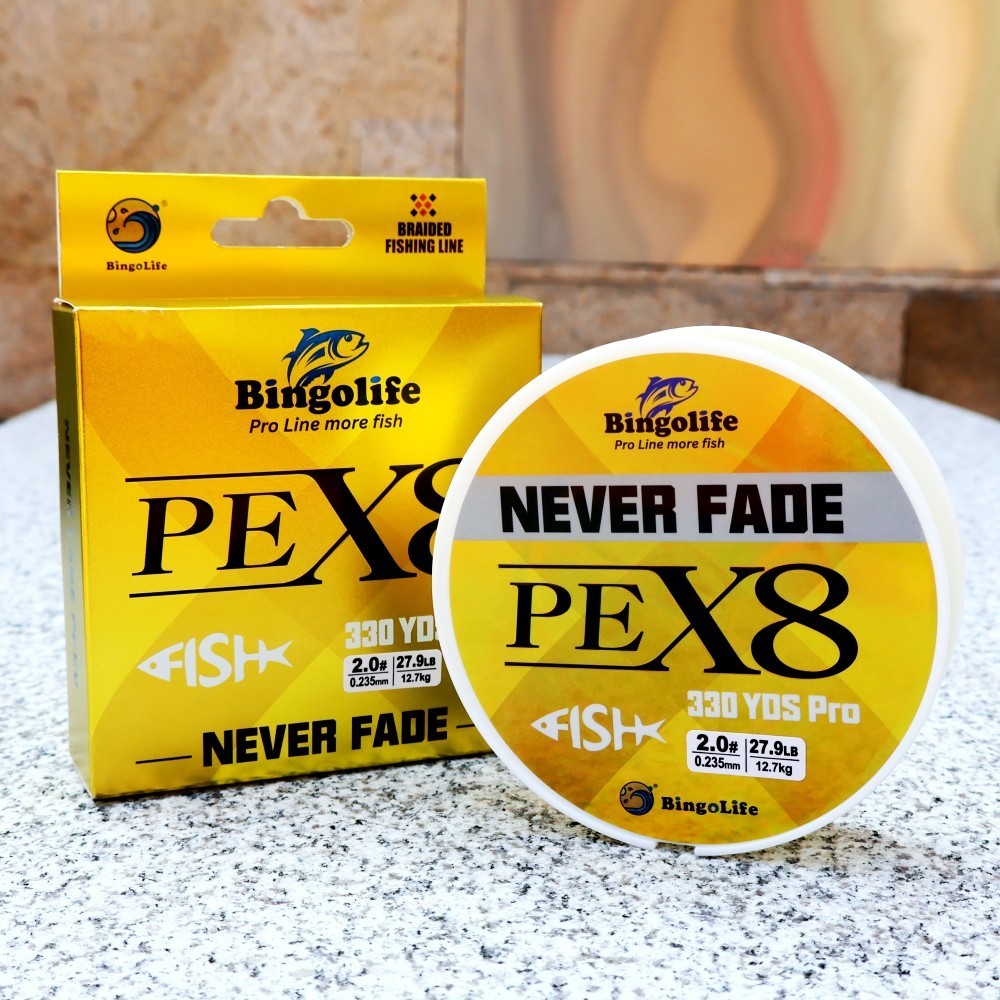 BingoLife
®
BRAIDED
FISHING LINE
Bingolife
Pro Line more fish
PEX8
FISH
330 YDS
2.0# 27.9LB
0.235mm 12.7kg
NEVER FADE
Bingolife
Pro Line more fish
NEVER FADE
PEX8
330 YDS Pro
FISH
2.0# 27.9LB
0.235mm 12.7kg
BingoLife